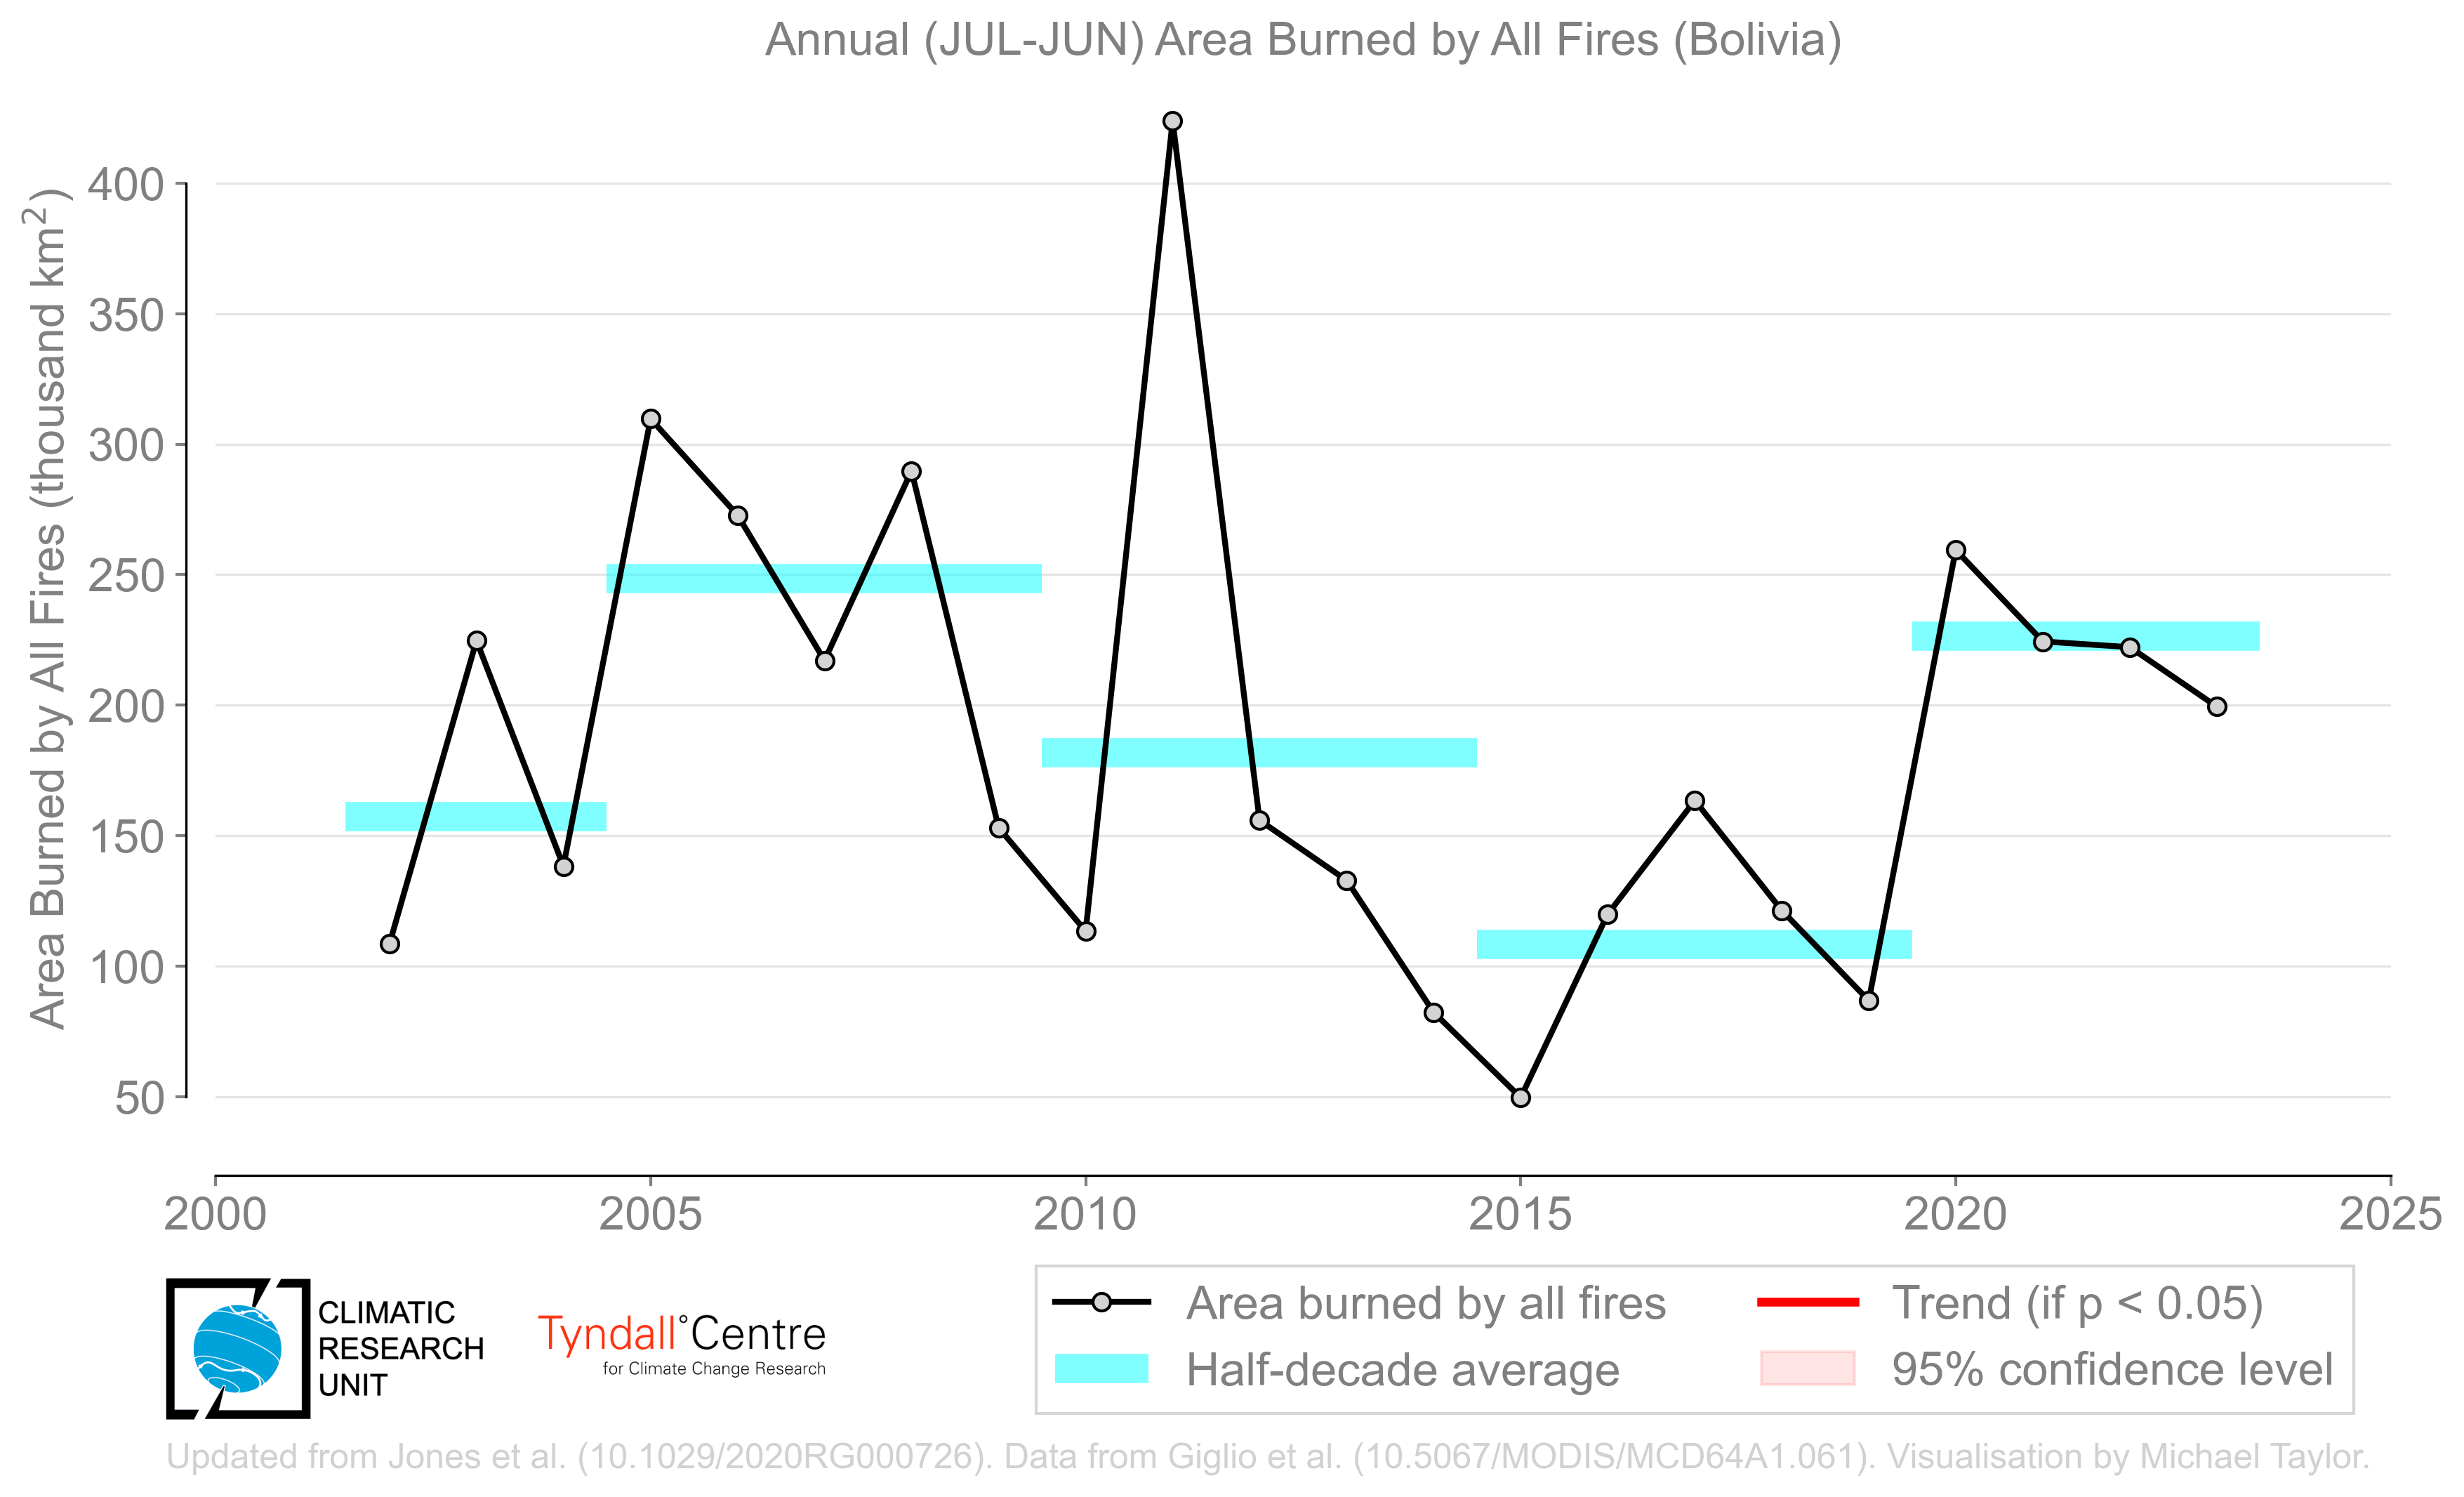 Annual (JUL-JUN) Area Burned by All Fires (Bolivia)
Area Burned by All Fires (thousand km²)
400
350
300
250
200
150
100
50
2000 2005 2010 2015 2020 2025
CLIMATIC
RESEARCH
UNIT
Tyndall°Centre
for Climate Change Research
Area burned by all fires
Half-decade average
Trend (if p < 0.05)
95% confidence level
Updated from Jones et al. (10.1029/2020RG000726). Data from Giglio et al. (10.5067/MODIS/MCD64A1.061). Visualisation by Michael Taylor.